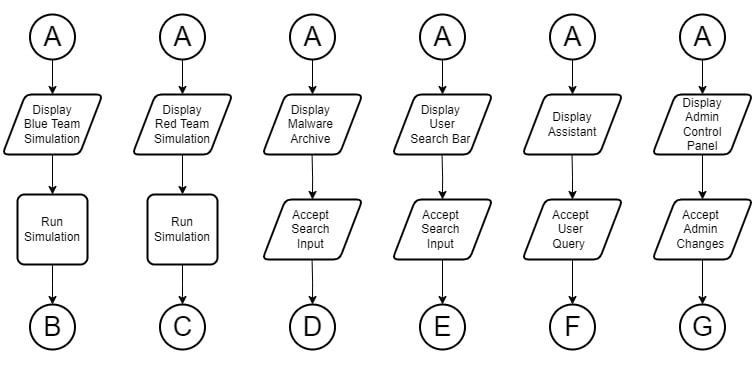 A
A
A
A
A
A
Display
Blue Team
Simulation
Display
Red Team
Simulation
Display
Malware
Archive
Display
User
Search Bar
Display
Assistant
Display
Admin
Control
Panel
Run
Simulation
Run
Simulation
Accept
Search
Input
Accept
Search
Input
Accept
User
Query
Accept
Admin
Changes
B
C
D
E
F
G